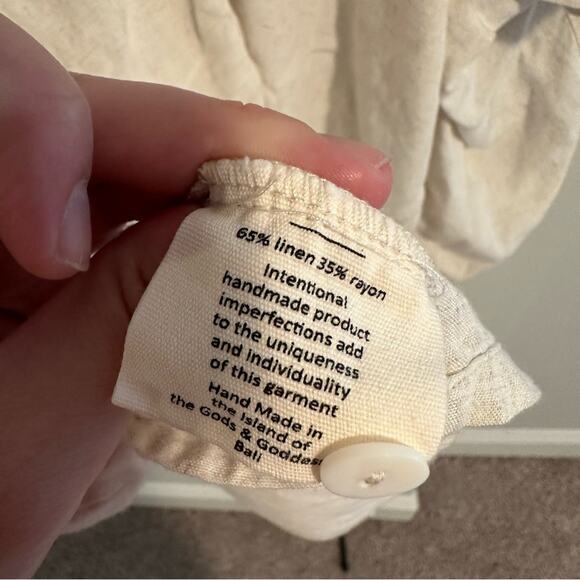 65% linen 35% rayon
Intentional
handmade product
imperfections add
to the uniqueness
and individuality
of this garment
Hand Made in
the Island of
the Gods & Goddess
Bali